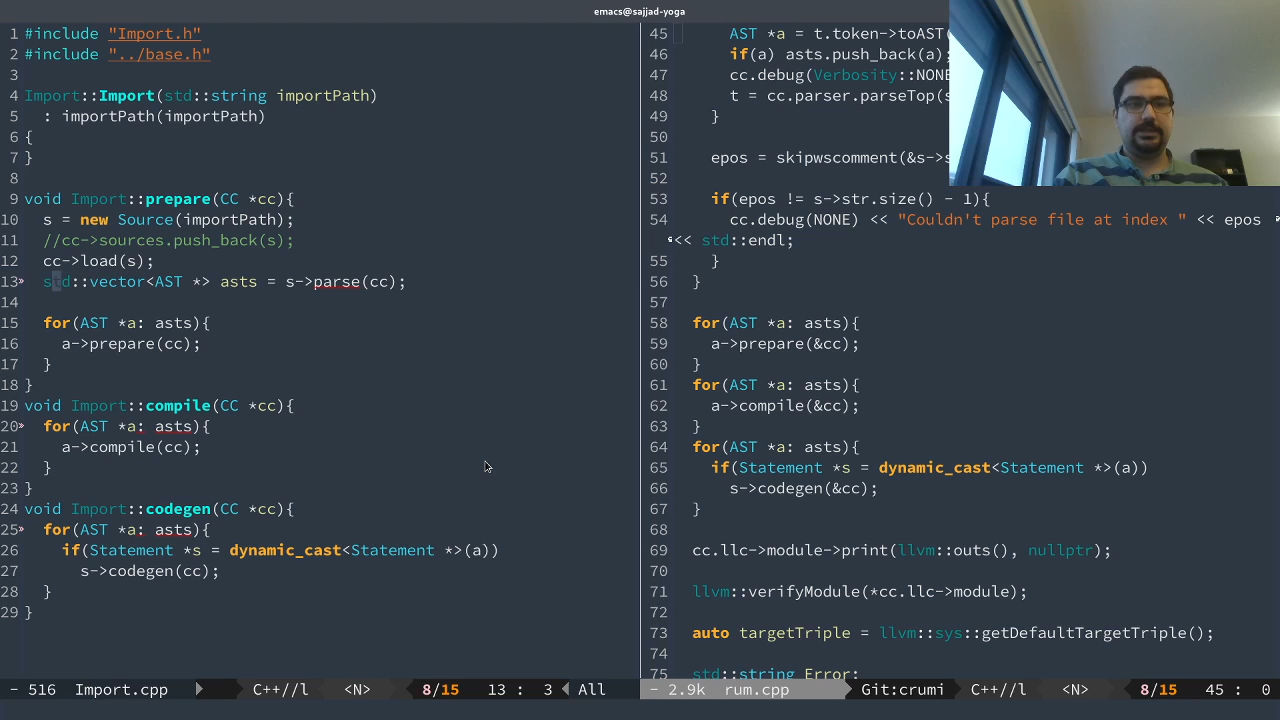 emacs@sajjad-yoga
1 #include "Import.h"
2 #include "../base.h"
3
4 Import::Import(std::string importPath)
5   : importPath(importPath)
6 {
7 }
8
9 void Import::prepare(CC *cc){
10   s = new Source(importPath);
11   //cc->sources.push_back(s);
12   cc->load(s);
13   std::vector<AST *> asts = s->parse(cc);
14
15   for(AST *a: asts){
16     a->prepare(cc);
17   }
18 }
19 void Import::compile(CC *cc){
20   for(AST *a: asts){
21     a->compile(cc);
22   }
23 }
24 void Import::codegen(CC *cc){
25   for(AST *a: asts){
26     if(Statement *s = dynamic_cast<Statement *>(a))
27       s->codegen(cc);
28   }
29 }
- 516 Import.cpp C++//l <N> 8/15 13 : 3 All
45       AST *a = t.token->toAST(
46       if(a) asts.push_back(a);
47       cc.debug(Verbosity::NONE
48       t = cc.parser.parseTop(s
49     }
50
51     epos = skipwscomment(&s->s
52
53     if(epos != s->str.size() - 1){
54       cc.debug(NONE) << "Couldn't parse file at index " << epos
<< std::endl;
55     }
56   }
57
58   for(AST *a: asts){
59     a->prepare(&cc);
60   }
61   for(AST *a: asts){
62     a->compile(&cc);
63   }
64   for(AST *a: asts){
65     if(Statement *s = dynamic_cast<Statement *>(a))
66       s->codegen(&cc);
67   }
68
69   cc.llc->module->print(llvm::outs(), nullptr);
70
71   llvm::verifyModule(*cc.llc->module);
72
73   auto targetTriple = llvm::sys::getDefaultTargetTriple();
74
75   std::string Error;
- 2.9k rum.cpp Git:crumi C++//l <N> 8/15 45 : 0